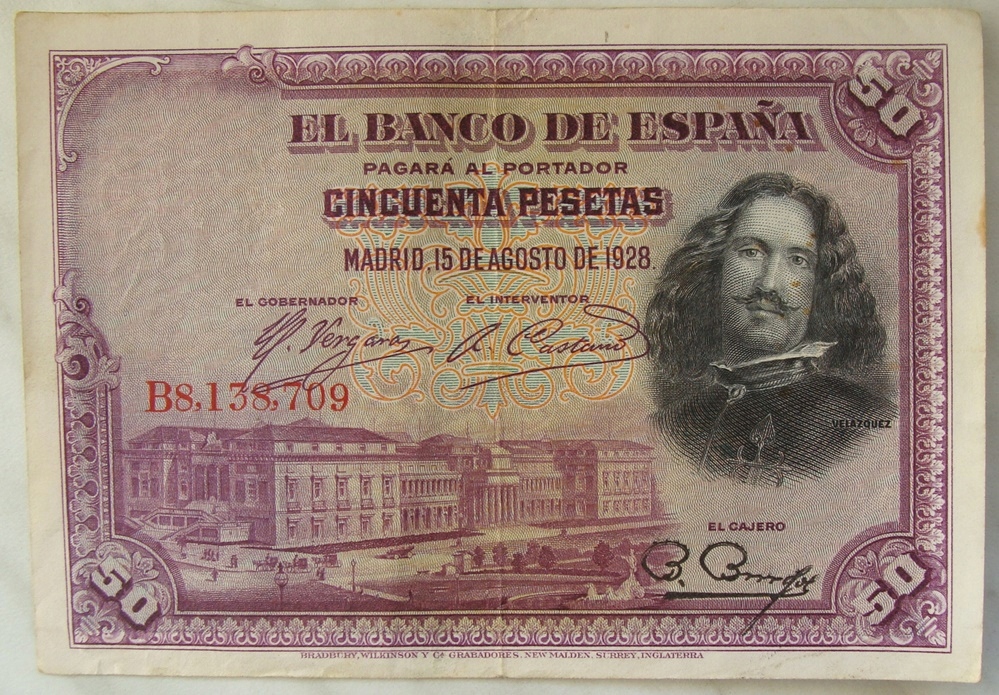 50
EL BANCO DE ESPAÑA
PAGARÁ AL PORTADOR
CINCUENTA PESETAS
MADRID, 15 DE AGOSTO DE 1928.
EL GOBERNADOR
EL INTERVENTOR
B8,138,709
VELAZQUEZ
EL CAJERO
50
50
BRADBURY, WILKINSON Y Cª GRABADORES. NEW MALDEN. SURREY, INGLATERRA